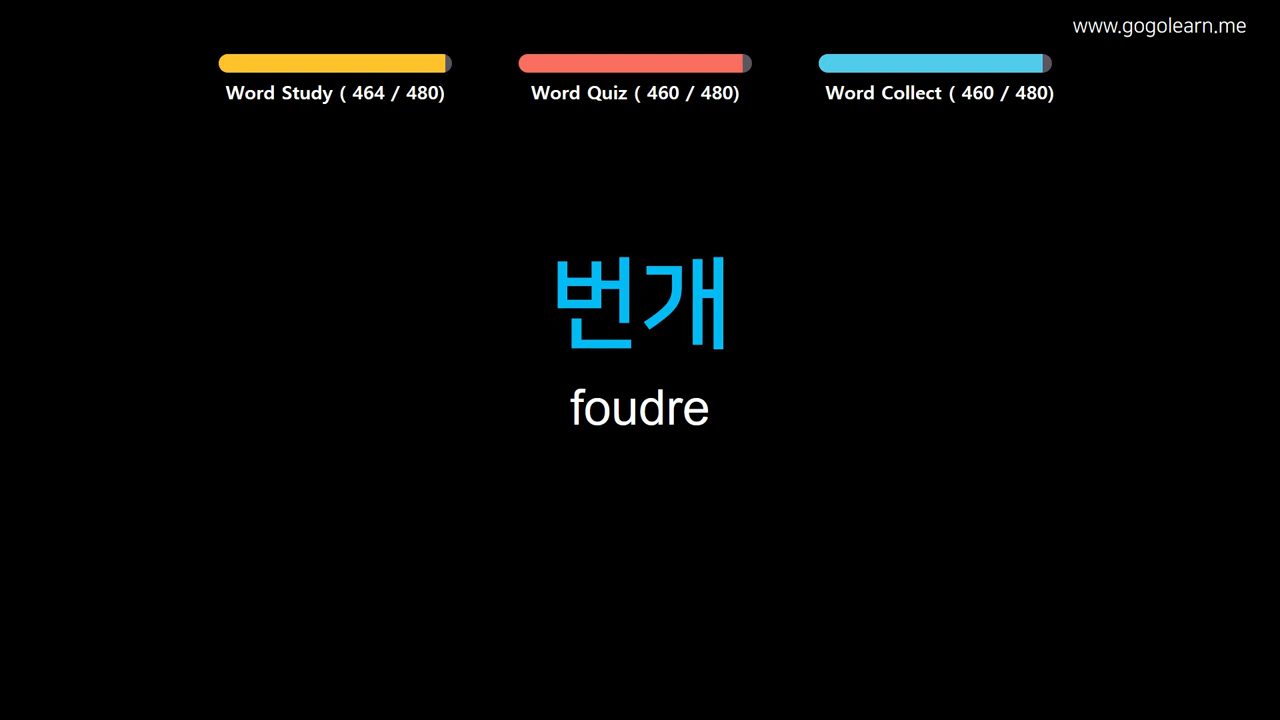 www.gogolearn.me
Word Study ( 464 / 480)
Word Quiz ( 460 / 480)
Word Collect ( 460 / 480)
번개
foudre